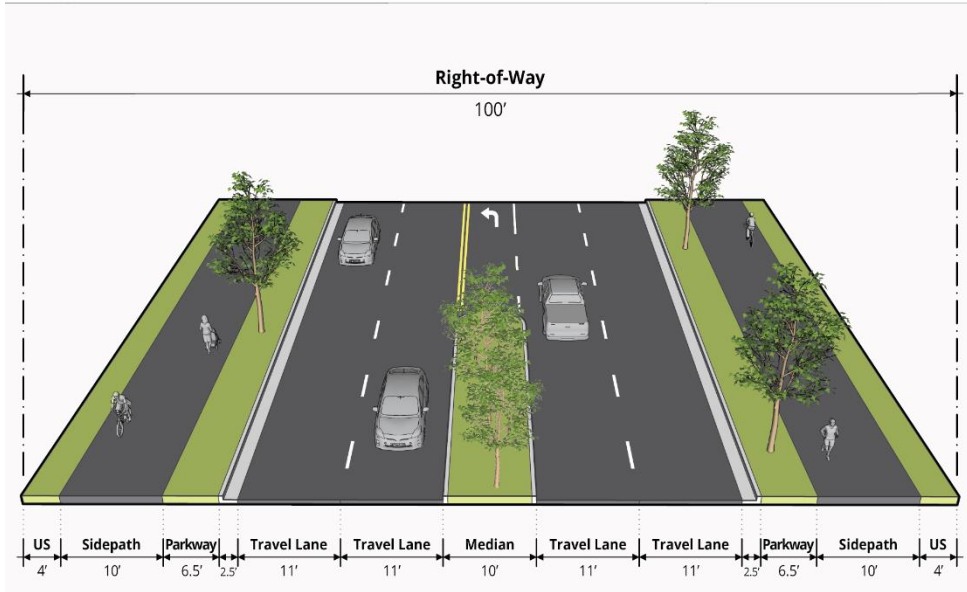 Right-of-Way
100’
US Sidepath Parkway Travel Lane Travel Lane Median Travel Lane Travel Lane Parkway Sidepath US
4’ 10’ 6.5’ 2.5’ 11’ 11’ 10’ 11’ 11’ 2.5’ 6.5’ 10’ 4’